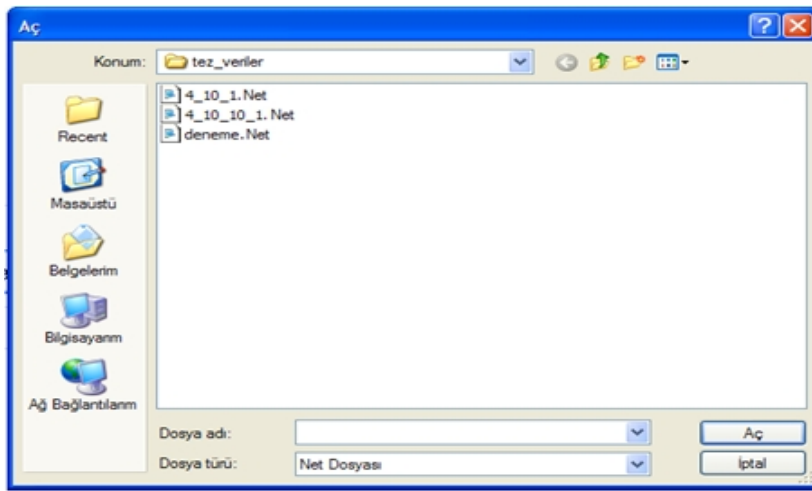 Aç
Konum: tez_veriler
4_10_1.Net
4_10_10_1.Net
deneme.Net
Recent
Masaüstü
Belgelerim
Bilgisayarım
Ağ Bağlantılarım
Dosya adı: Aç
Dosya türü: Net Dosyası İptal